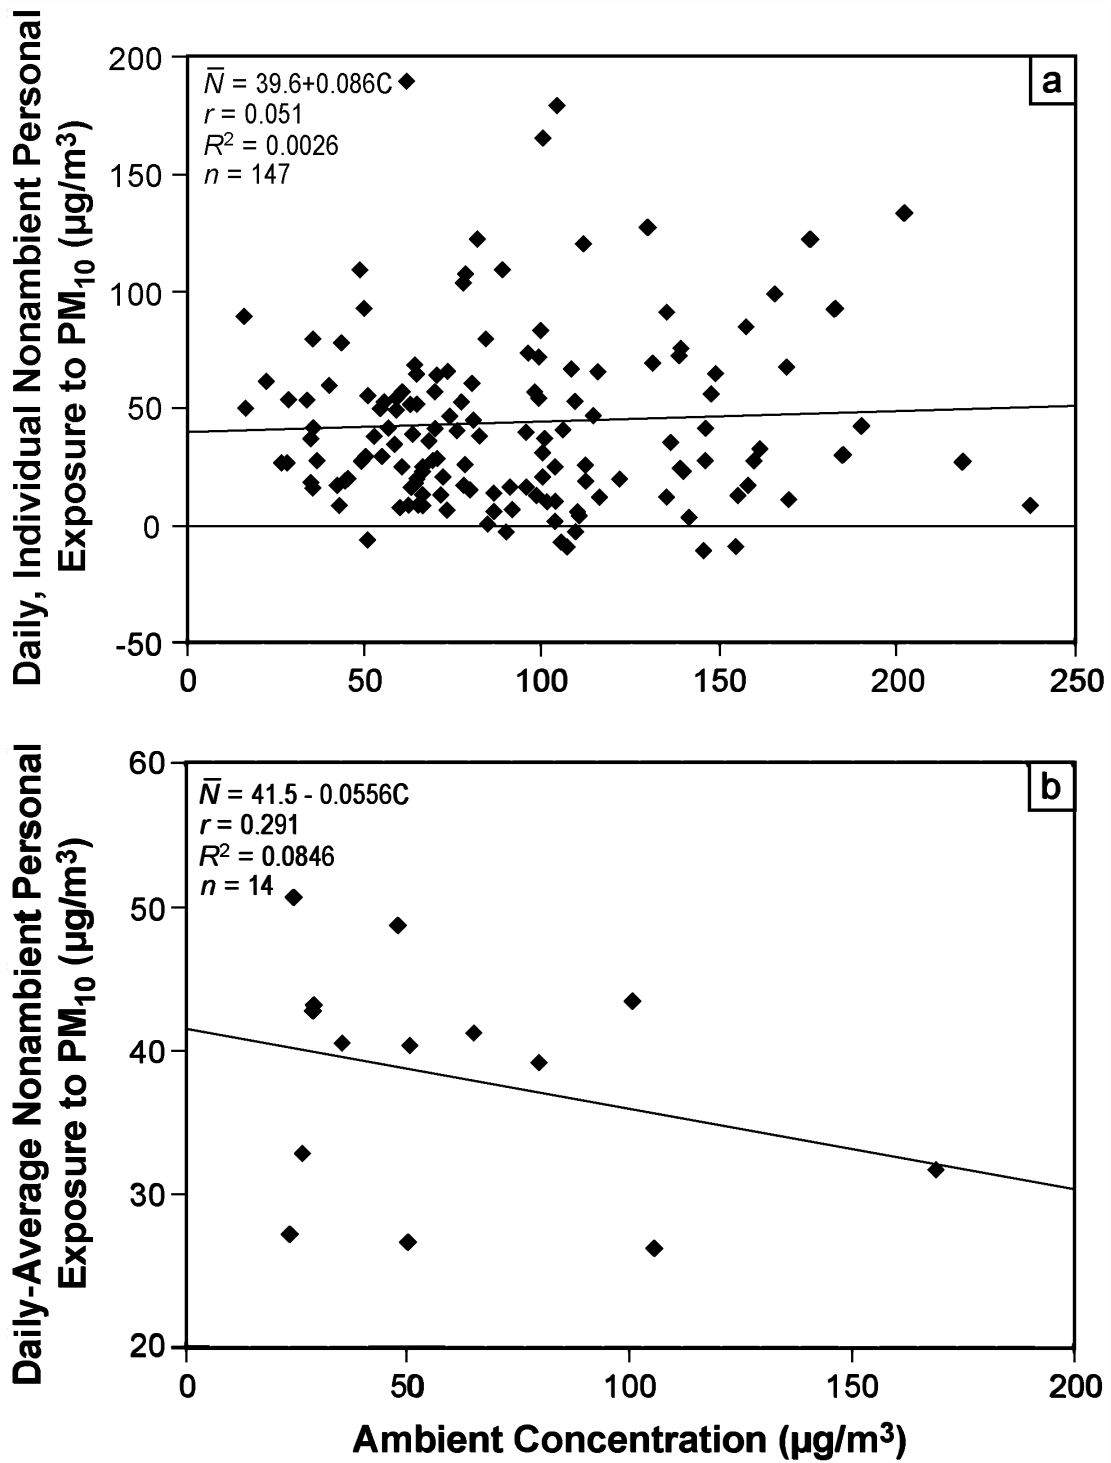 Daily, Individual Nonambient Personal
Exposure to PM10 (µg/m³)
200
150
100
50
0
-50
N̅ = 39.6+0.086C
r = 0.051
R² = 0.0026
n = 147
a
0 50 100 150 200 250
Daily-Average Nonambient Personal
Exposure to PM10 (µg/m³)
60
50
40
30
20
N̅ = 41.5 - 0.0556C
r = 0.291
R² = 0.0846
n = 14
b
0 50 100 150 200
Ambient Concentration (µg/m³)